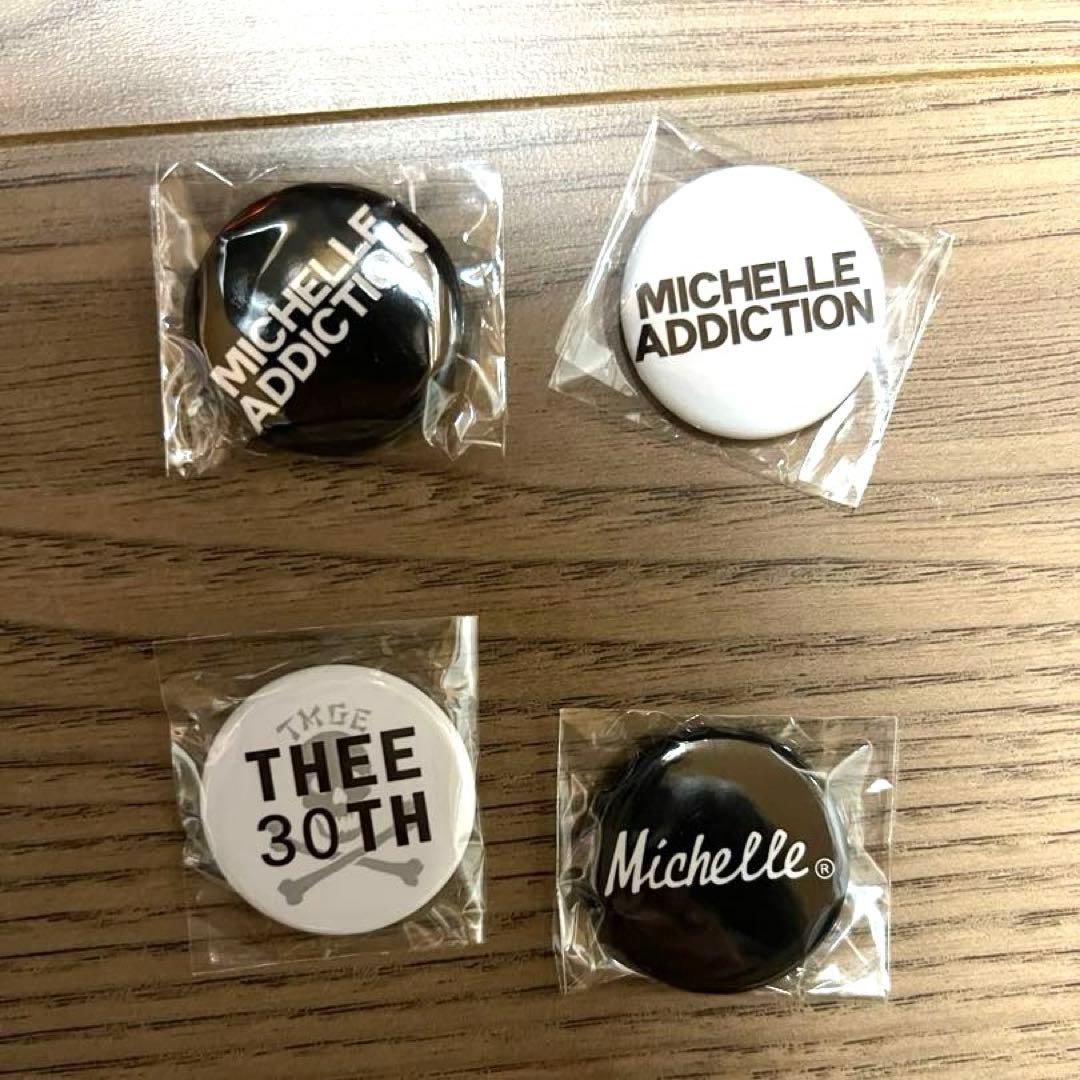 MICHELLE
ADDICTION
MICHELLE
ADDICTION
TMGE
THEE
30TH
Michelle ®